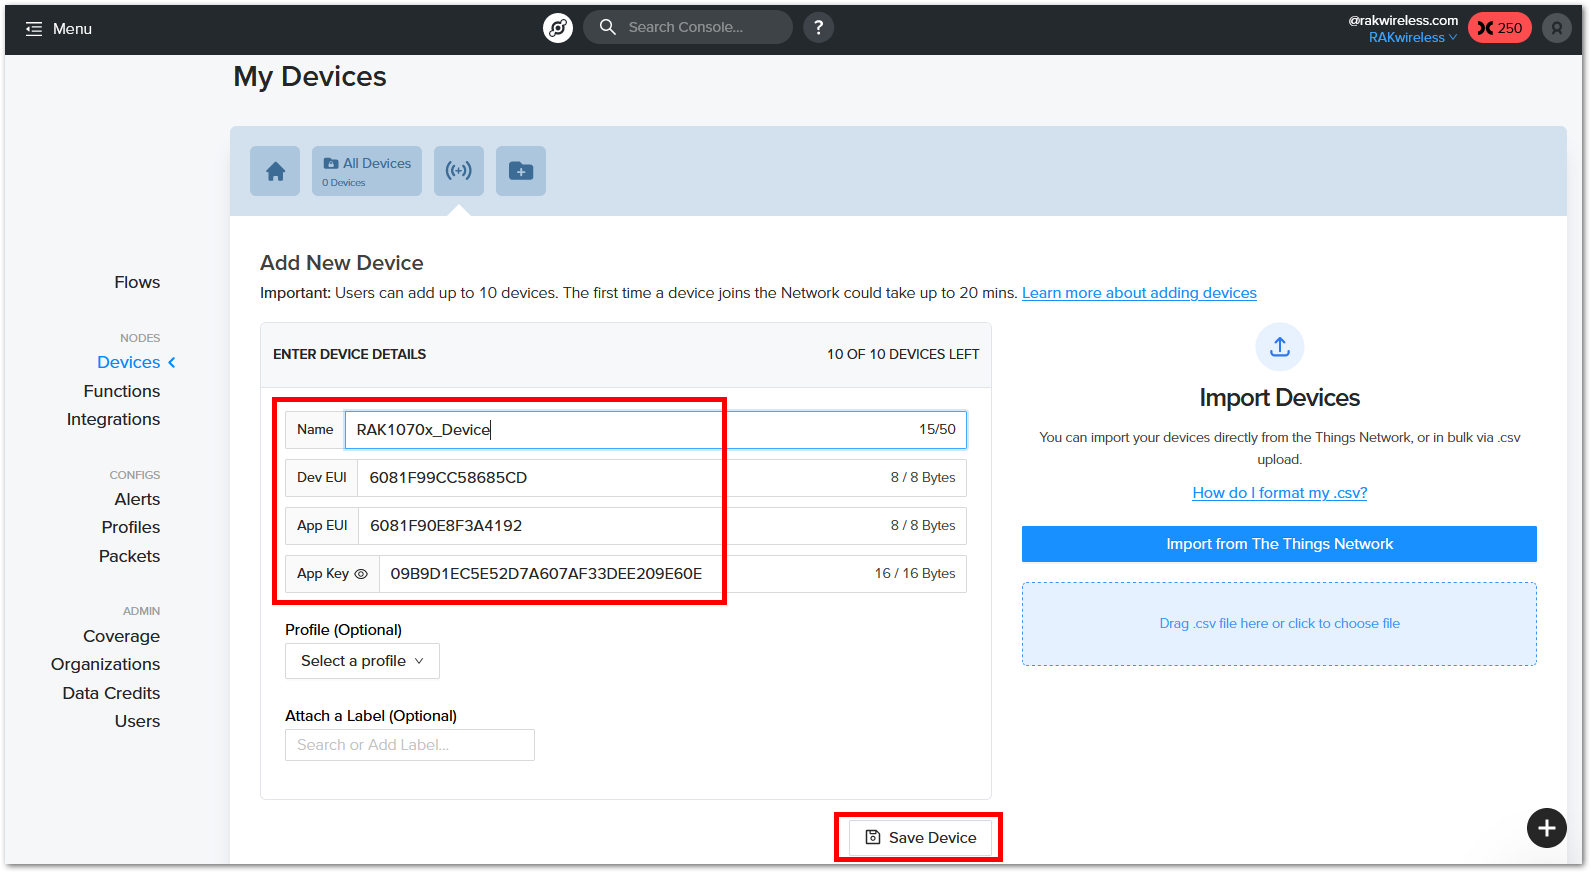 Menu
Search Console...
?
@rakwireless.com
RAKwireless
250
My Devices
All Devices
0 Devices
Flows
NODES
Devices
Functions
Integrations
CONFIGS
Alerts
Profiles
Packets
ADMIN
Coverage
Organizations
Data Credits
Users
Add New Device
Important: Users can add up to 10 devices. The first time a device joins the Network could take up to 20 mins. Learn more about adding devices
ENTER DEVICE DETAILS
10 OF 10 DEVICES LEFT
Name RAK1070x_Device 15/50
Dev EUI 6081F99CC58685CD 8 / 8 Bytes
App EUI 6081F90E8F3A4192 8 / 8 Bytes
App Key 09B9D1EC5E52D7A607AF33DEE209E60E 16 / 16 Bytes
Profile (Optional)
Select a profile
Attach a Label (Optional)
Search or Add Label...
Save Device
Import Devices
You can import your devices directly from the Things Network, or in bulk via .csv
upload.
How do I format my .csv?
Import from The Things Network
Drag .csv file here or click to choose file